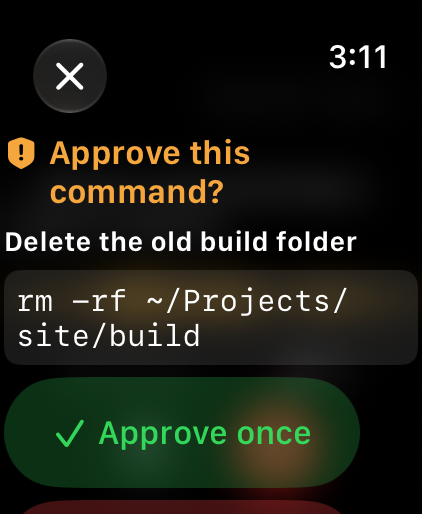 3:11
Approve this
command?
Delete the old build folder
rm -rf ~/Projects/
site/build
Approve once